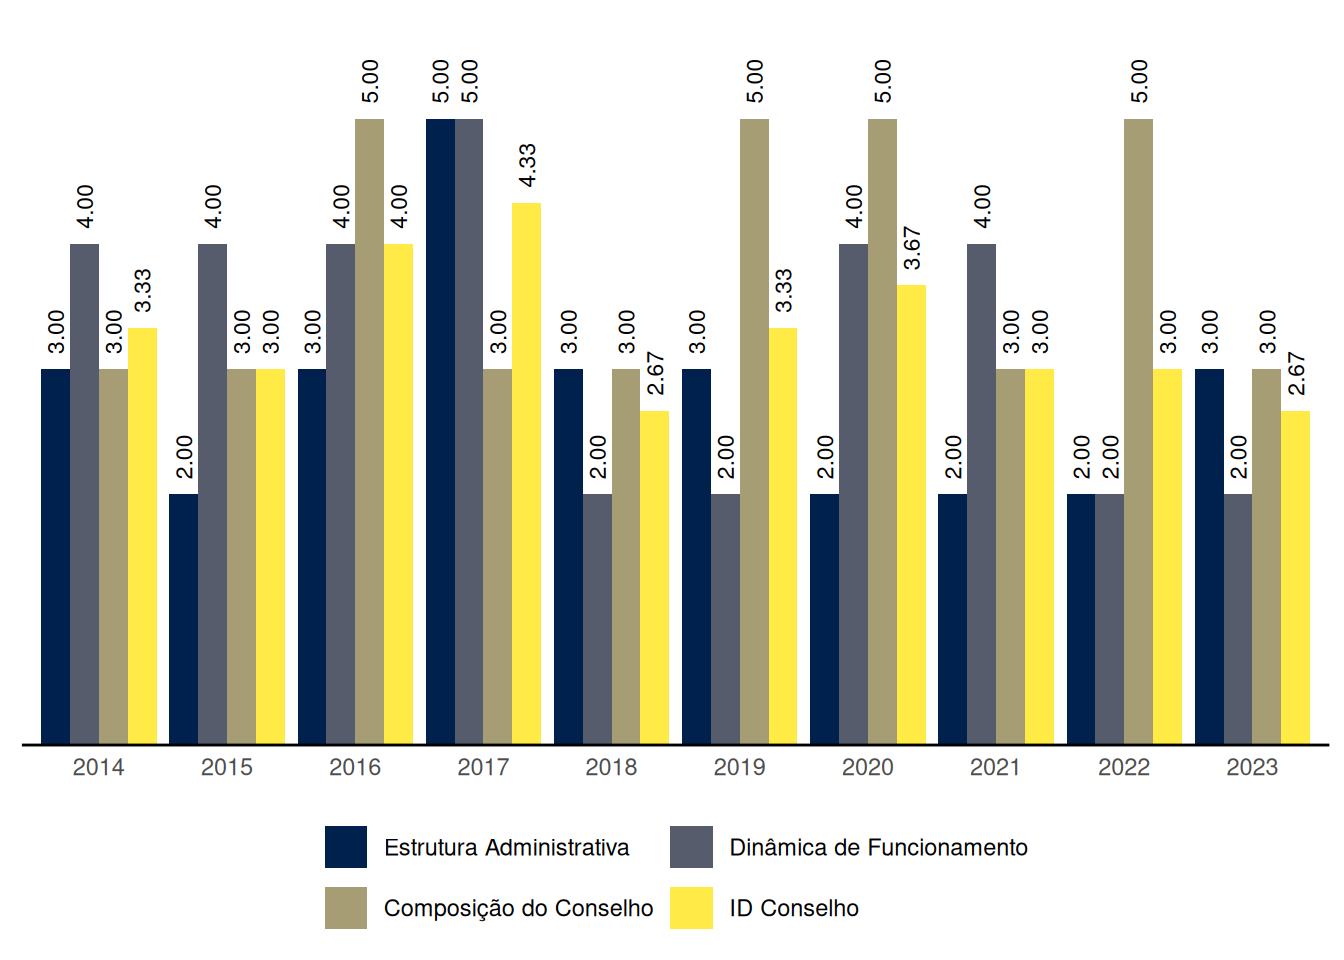 3.00 4.00 3.00 3.33 2.00 4.00 3.00 3.00 3.00 4.00 5.00 4.00 5.00 5.00 3.00 4.33 3.00 2.00 3.00 2.67 3.00 2.00 5.00 3.33 2.00 4.00 5.00 3.67 2.00 4.00 3.00 3.00 2.00 2.00 5.00 3.00 3.00 2.00 3.00 2.67
2014 2015 2016 2017 2018 2019 2020 2021 2022 2023
Estrutura Administrativa Dinâmica de Funcionamento
Composição do Conselho ID Conselho